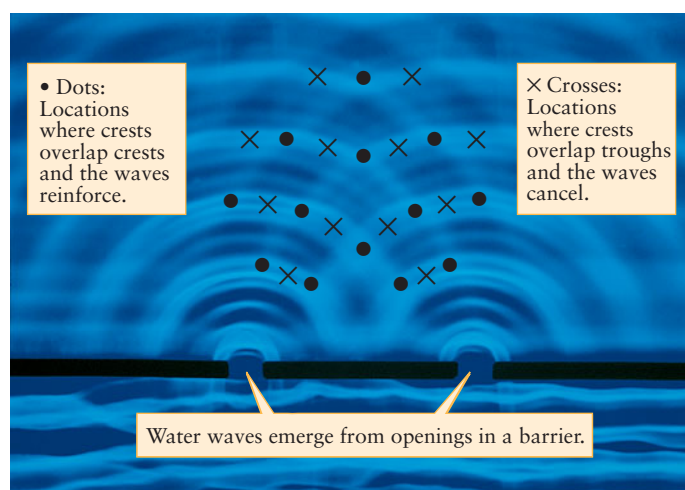 • Dots:
Locations
where crests
overlap crests
and the waves
reinforce.
× Crosses:
Locations
where crests
overlap troughs
and the waves
cancel.
Water waves emerge from openings in a barrier.